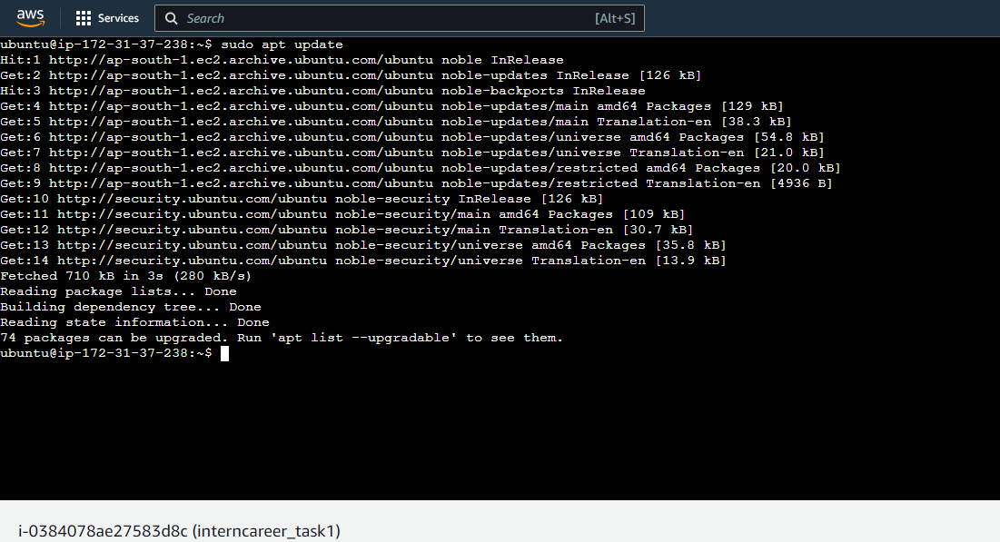 aws
Services
Search
[Alt+S]
ubuntu@ip-172-31-37-238:~$ sudo apt update
Hit:1 http://ap-south-1.ec2.archive.ubuntu.com/ubuntu noble InRelease
Get:2 http://ap-south-1.ec2.archive.ubuntu.com/ubuntu noble-updates InRelease [126 kB]
Hit:3 http://ap-south-1.ec2.archive.ubuntu.com/ubuntu noble-backports InRelease
Get:4 http://ap-south-1.ec2.archive.ubuntu.com/ubuntu noble-updates/main amd64 Packages [129 kB]
Get:5 http://ap-south-1.ec2.archive.ubuntu.com/ubuntu noble-updates/main Translation-en [38.3 kB]
Get:6 http://ap-south-1.ec2.archive.ubuntu.com/ubuntu noble-updates/universe amd64 Packages [54.8 kB]
Get:7 http://ap-south-1.ec2.archive.ubuntu.com/ubuntu noble-updates/universe Translation-en [21.0 kB]
Get:8 http://ap-south-1.ec2.archive.ubuntu.com/ubuntu noble-updates/restricted amd64 Packages [20.0 kB]
Get:9 http://ap-south-1.ec2.archive.ubuntu.com/ubuntu noble-updates/restricted Translation-en [4936 B]
Get:10 http://security.ubuntu.com/ubuntu noble-security InRelease [126 kB]
Get:11 http://security.ubuntu.com/ubuntu noble-security/main amd64 Packages [109 kB]
Get:12 http://security.ubuntu.com/ubuntu noble-security/main Translation-en [30.7 kB]
Get:13 http://security.ubuntu.com/ubuntu noble-security/universe amd64 Packages [35.8 kB]
Get:14 http://security.ubuntu.com/ubuntu noble-security/universe Translation-en [13.9 kB]
Fetched 710 kB in 3s (280 kB/s)
Reading package lists... Done
Building dependency tree... Done
Reading state information... Done
74 packages can be upgraded. Run 'apt list --upgradable' to see them.
ubuntu@ip-172-31-37-238:~$
i-0384078ae27583d8c (interncareer_task1)